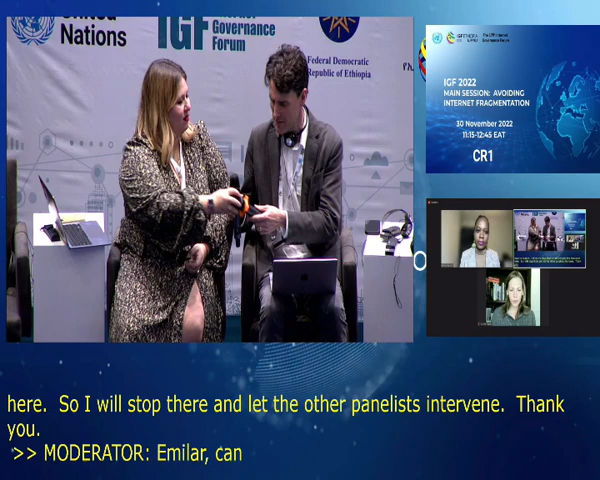 United
Nations
IGF
Governance
Forum
Federal Democratic
Republic of Ethiopia
IGF 2022
MAIN SESSION: AVOIDING
INTERNET FRAGMENTATION
30 November 2022
11:15-12:45 EAT
CR1
here. So I will stop there and let the other panelists intervene. Thank
you.
>> MODERATOR: Emilar, can